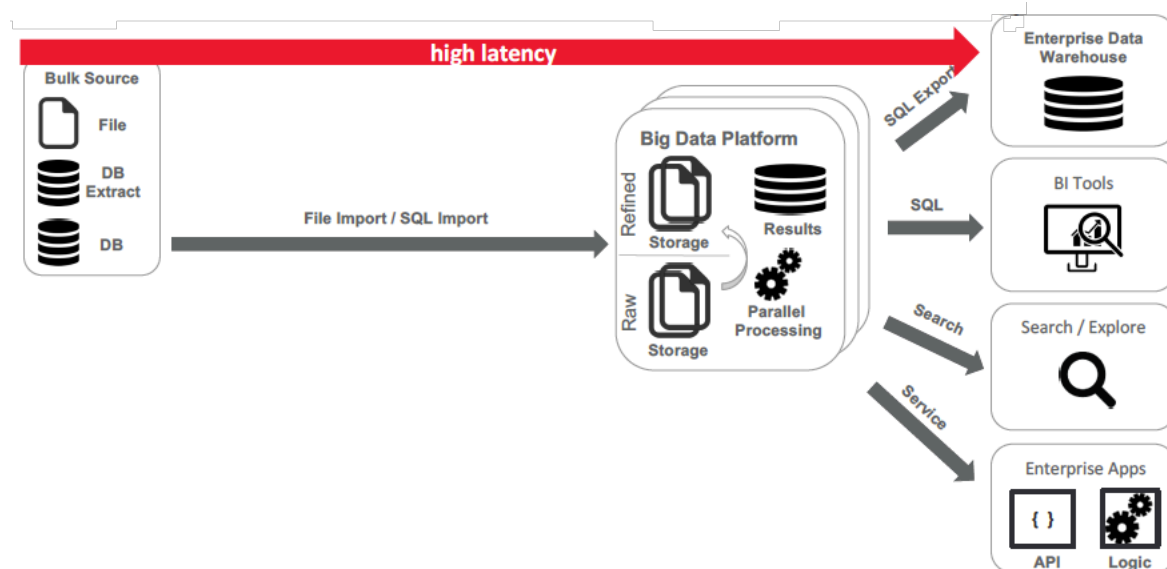 high latency
Bulk Source
File
DB
Extract
DB
File Import / SQL Import
Big Data Platform
Refined
Storage
Results
Raw
Storage
Parallel
Processing
SQL Export
SQL
Search
Service
Enterprise Data
Warehouse
BI Tools
Search / Explore
Enterprise Apps
{ }
API
Logic